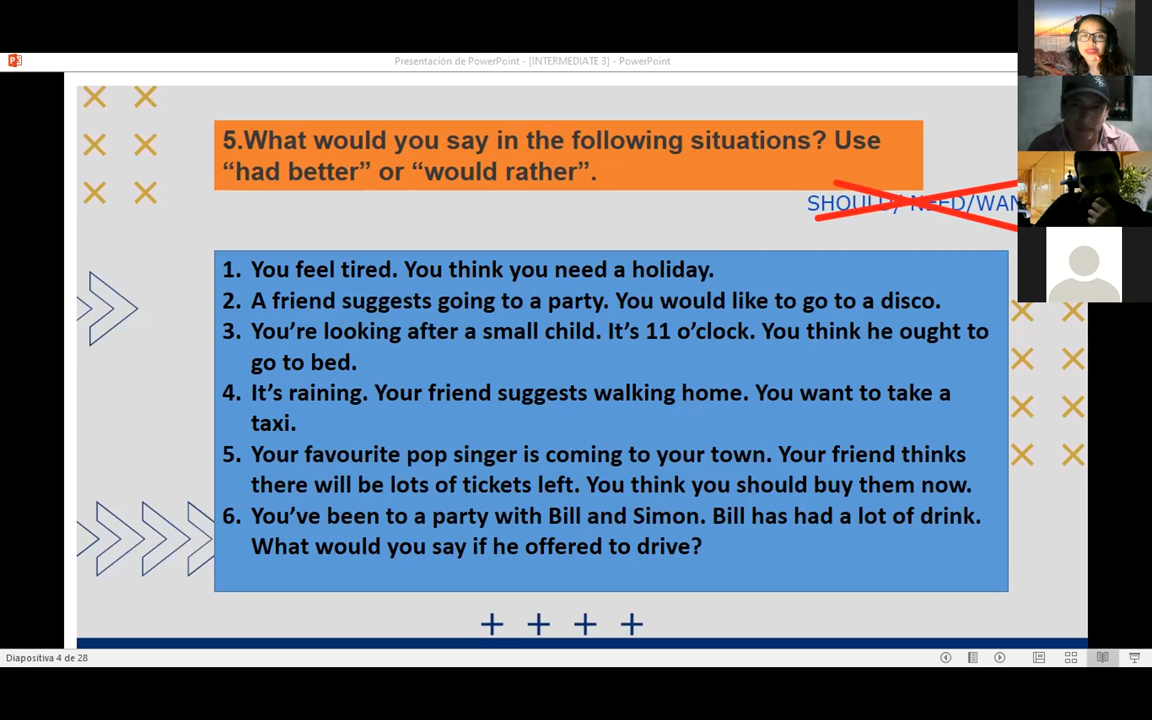 Presentación de PowerPoint - [INTERMEDIATE 3] - PowerPoint
5.What would you say in the following situations? Use
“had better” or “would rather”.
SHOULD/ NEED/WAN
1. You feel tired. You think you need a holiday.
2. A friend suggests going to a party. You would like to go to a disco.
3. You’re looking after a small child. It’s 11 o’clock. You think he ought to
go to bed.
4. It’s raining. Your friend suggests walking home. You want to take a
taxi.
5. Your favourite pop singer is coming to your town. Your friend thinks
there will be lots of tickets left. You think you should buy them now.
6. You’ve been to a party with Bill and Simon. Bill has had a lot of drink.
What would you say if he offered to drive?
Diapositiva 4 de 28